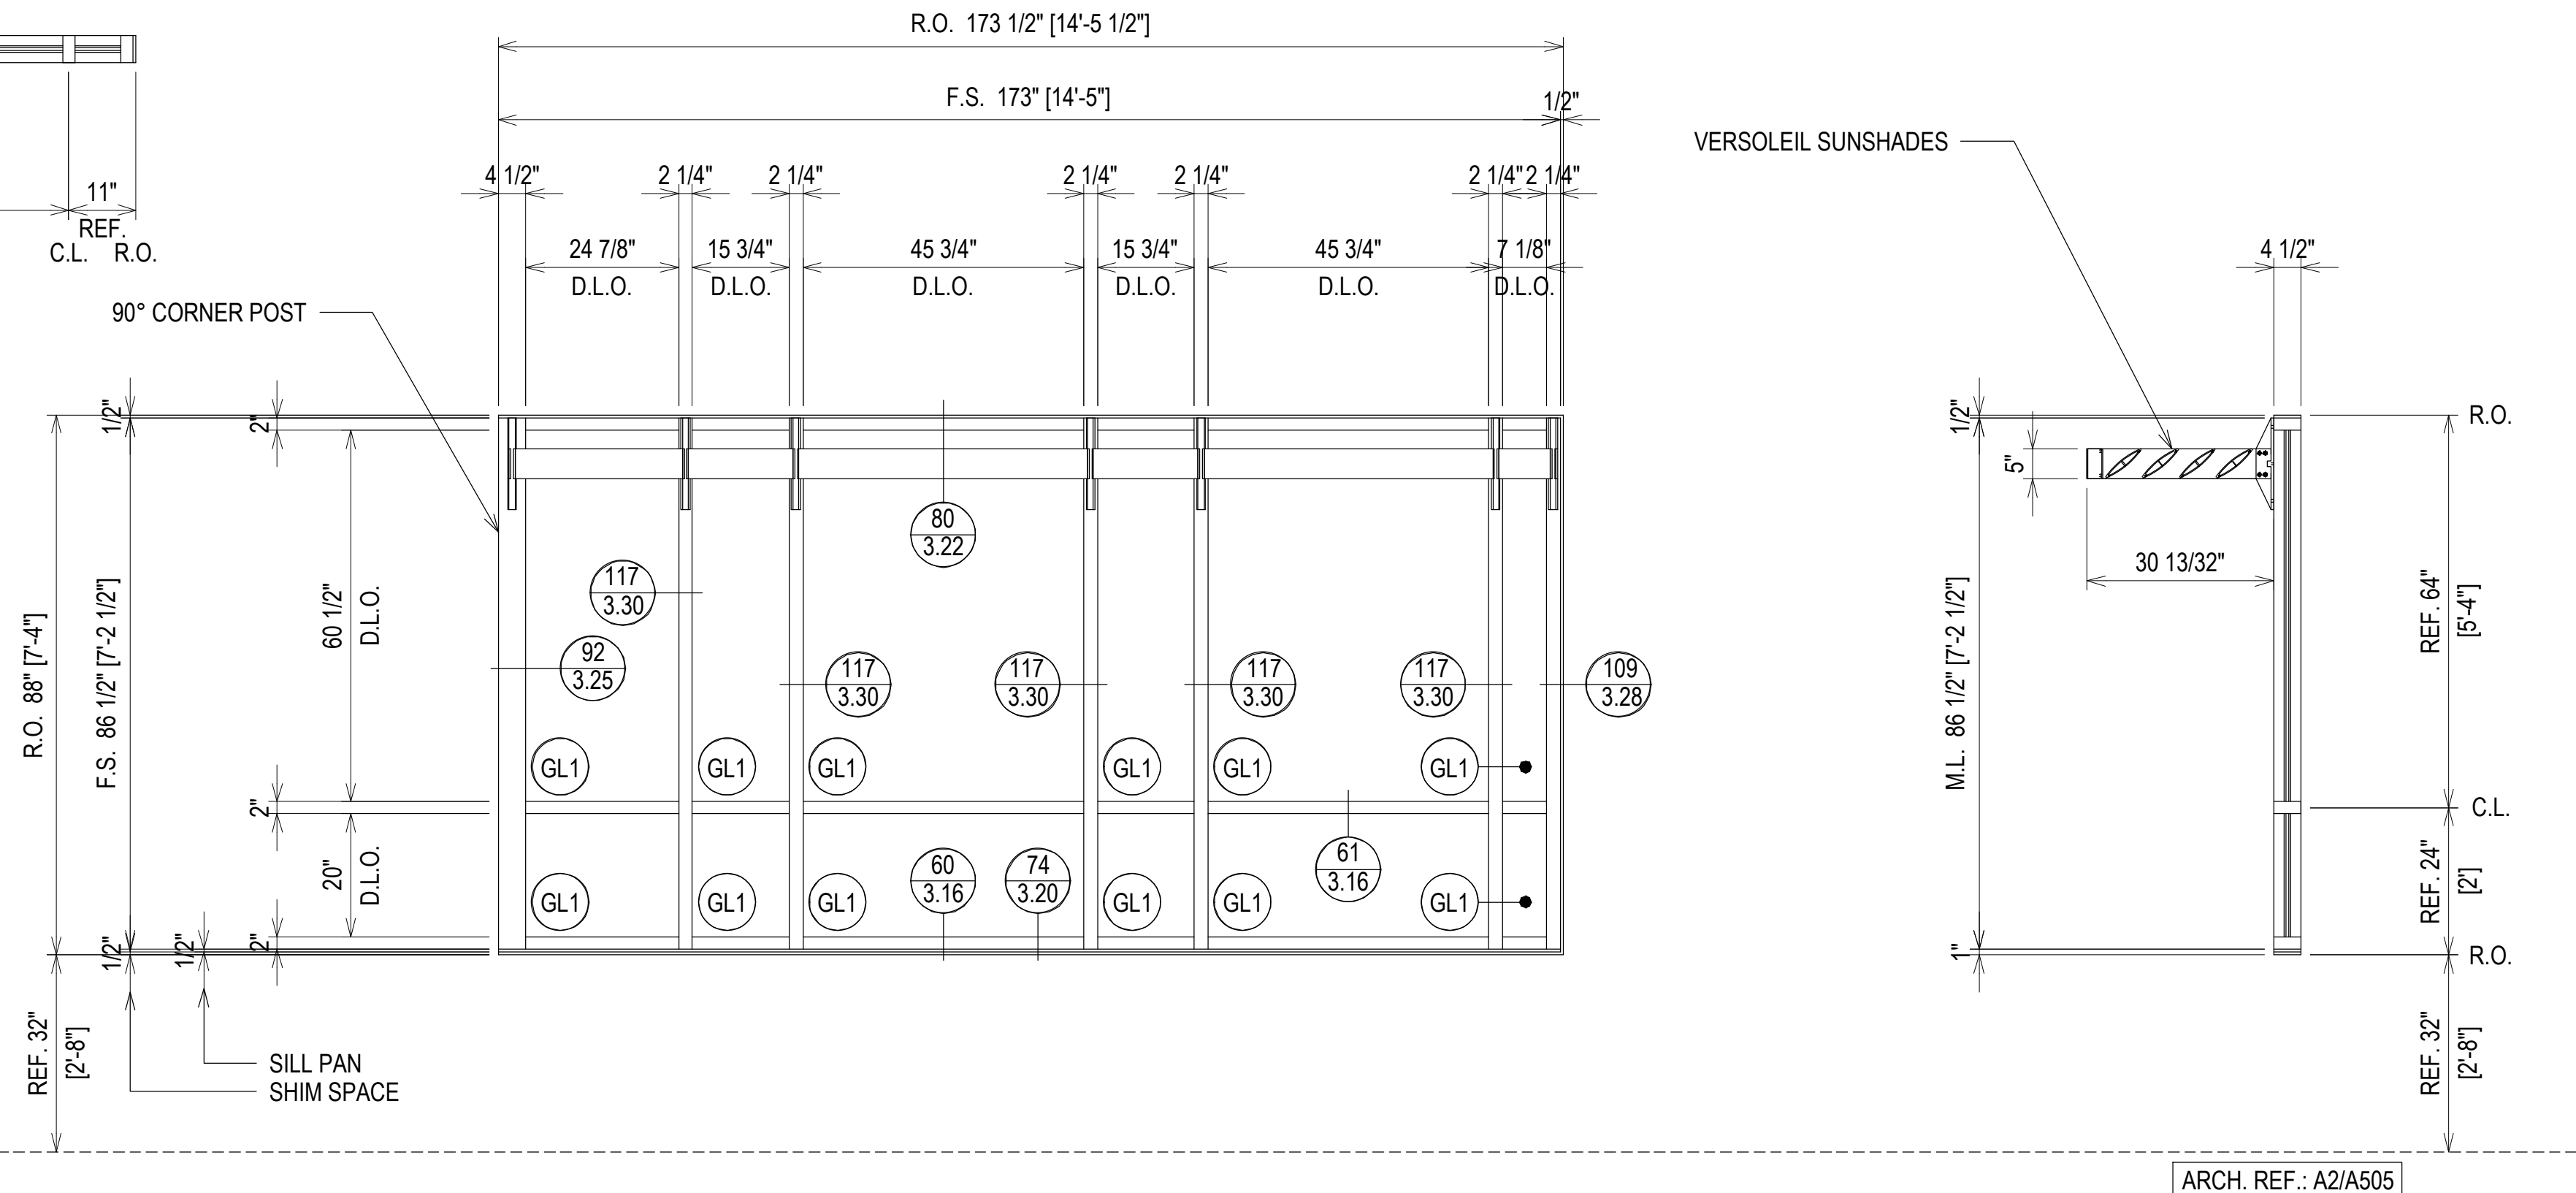 R.O. 173 1/2" [14'-5 1/2"]
F.S. 173" [14'-5"]
1/2"
4 1/2"
2 1/4"
2 1/4"
2 1/4"
2 1/4"
2 1/4"
2 1/4"
24 7/8"
D.L.O.
15 3/4"
D.L.O.
45 3/4"
D.L.O.
15 3/4"
D.L.O.
45 3/4"
D.L.O.
7 1/8"
D.L.O.
11"
REF.
C.L.
R.O.
90° CORNER POST
VERSOLEIL SUNSHADES
R.O. 88" [7'-4"]
REF. 32"
[2'-8"]
1/2"
F.S. 86 1/2" [7'-2 1/2"]
1/2"
1/2"
2"
60 1/2"
D.L.O.
2"
20"
D.L.O.
2"
SILL PAN
SHIM SPACE
80
3.22
117
3.30
92
3.25
117
3.30
117
3.30
117
3.30
117
3.30
109
3.28
GL1
GL1
GL1
GL1
GL1
GL1
GL1
GL1
GL1
60
3.16
74
3.20
GL1
GL1
61
3.16
GL1
4 1/2"
1/2"
5"
30 13/32"
M.L. 86 1/2" [7'-2 1/2"]
1"
R.O.
REF. 64"
[5'-4"]
C.L.
REF. 24"
[2']
R.O.
REF. 32"
[2'-8"]
ARCH. REF.: A2/A505